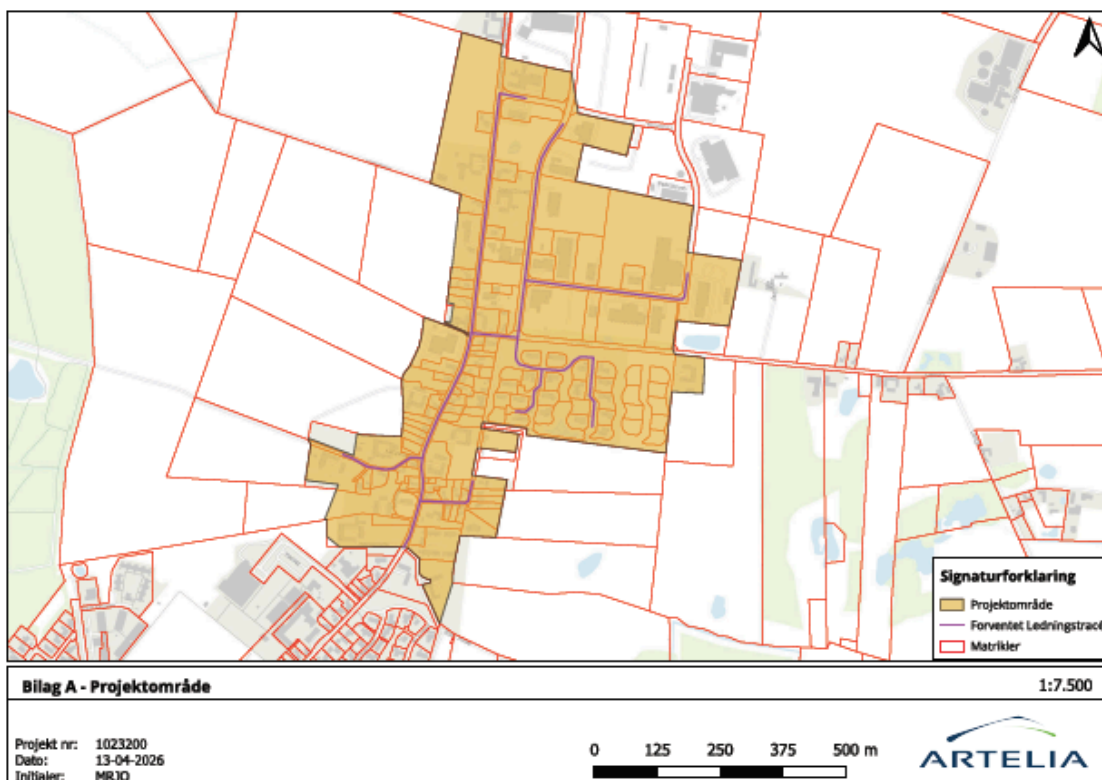 Signaturforklaring
Projektområde
Forventet Ledningstracé
Matrikler
Bilag A - Projektområde
1:7.500
Projekt nr: 1023200
Dato: 13-04-2026
Initialer: MRJO
0 125 250 375 500 m
ARTELIA